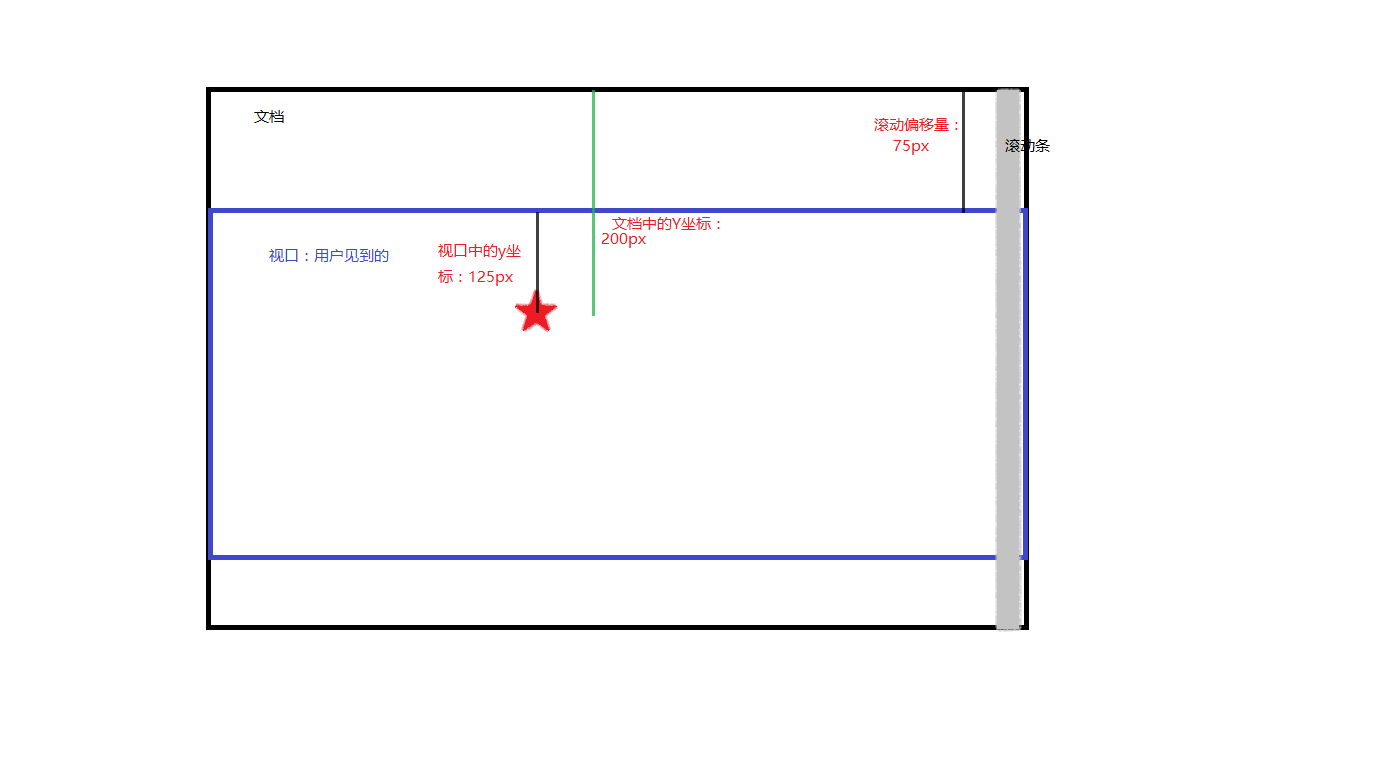 文档
滚动偏移量：
75px
滚动条
文档中的Y坐标：
200px
视口中的y坐
标：125px
视口：用户见到的